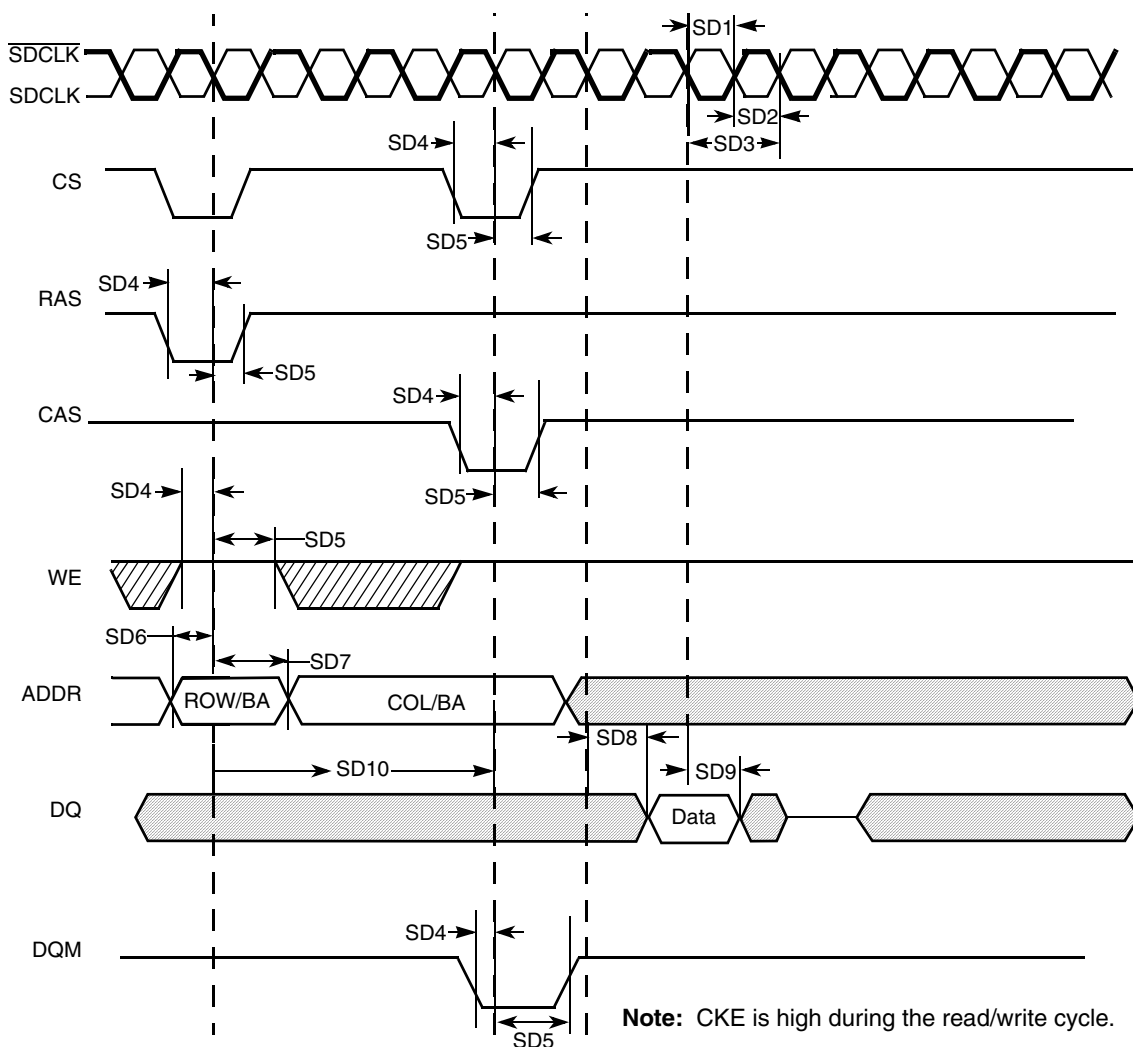 SD1
SDCLK
SDCLK
SD2
SD4
SD3
CS
SD5
SD4
RAS
SD5
SD4
CAS
SD4
SD5
SD5
WE
SD6
SD7
ADDR
ROW/BA
COL/BA
SD8
SD10
SD9
DQ
Data
SD4
DQM
SD5
Note: CKE is high during the read/write cycle.